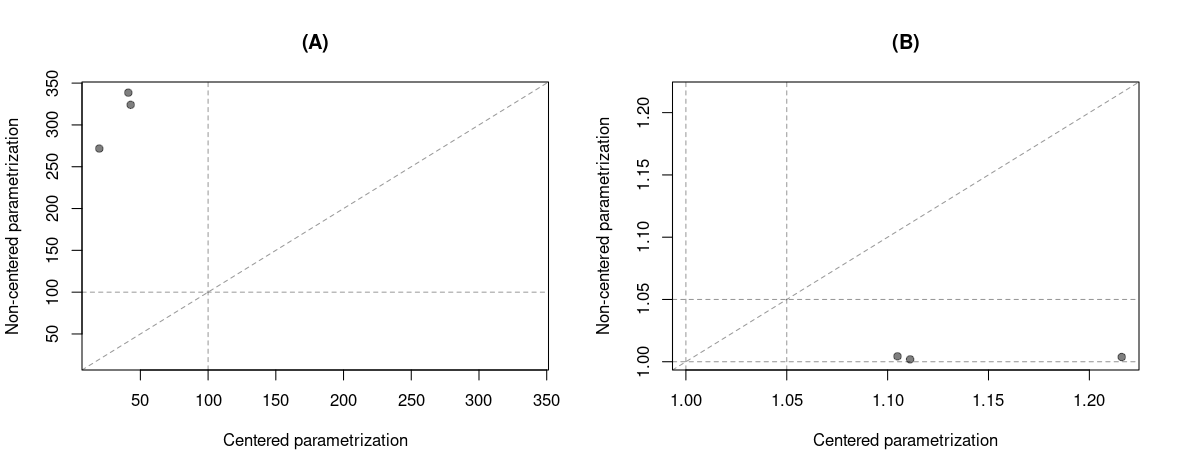 (A)
Non-centered parametrization
350
300
250
200
150
100
50
50 100 150 200 250 300 350
Centered parametrization
(B)
Non-centered parametrization
1.20
1.15
1.10
1.05
1.00
1.00 1.05 1.10 1.15 1.20
Centered parametrization